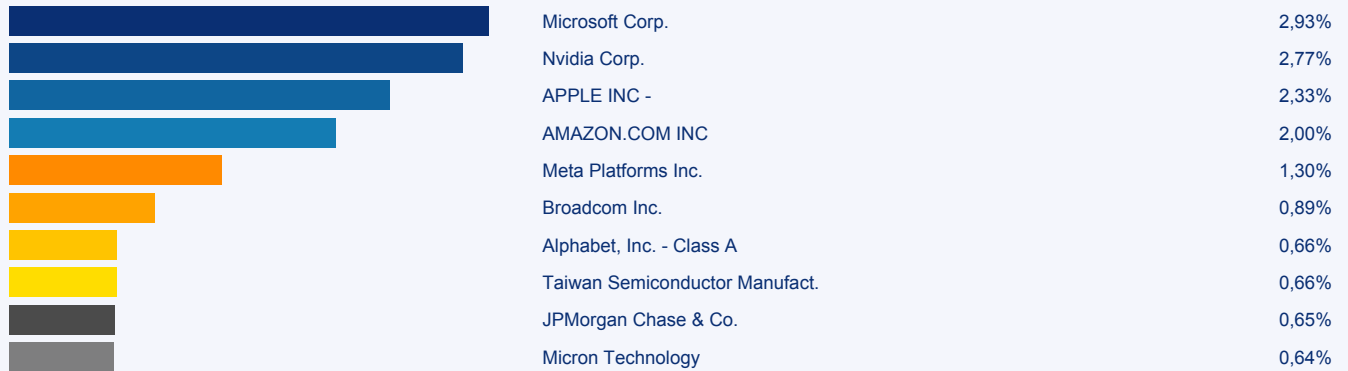 Microsoft Corp. 2,93%
Nvidia Corp. 2,77%
APPLE INC - 2,33%
AMAZON.COM INC 2,00%
Meta Platforms Inc. 1,30%
Broadcom Inc. 0,89%
Alphabet, Inc. - Class A 0,66%
Taiwan Semiconductor Manufact. 0,66%
JPMorgan Chase & Co. 0,65%
Micron Technology 0,64%